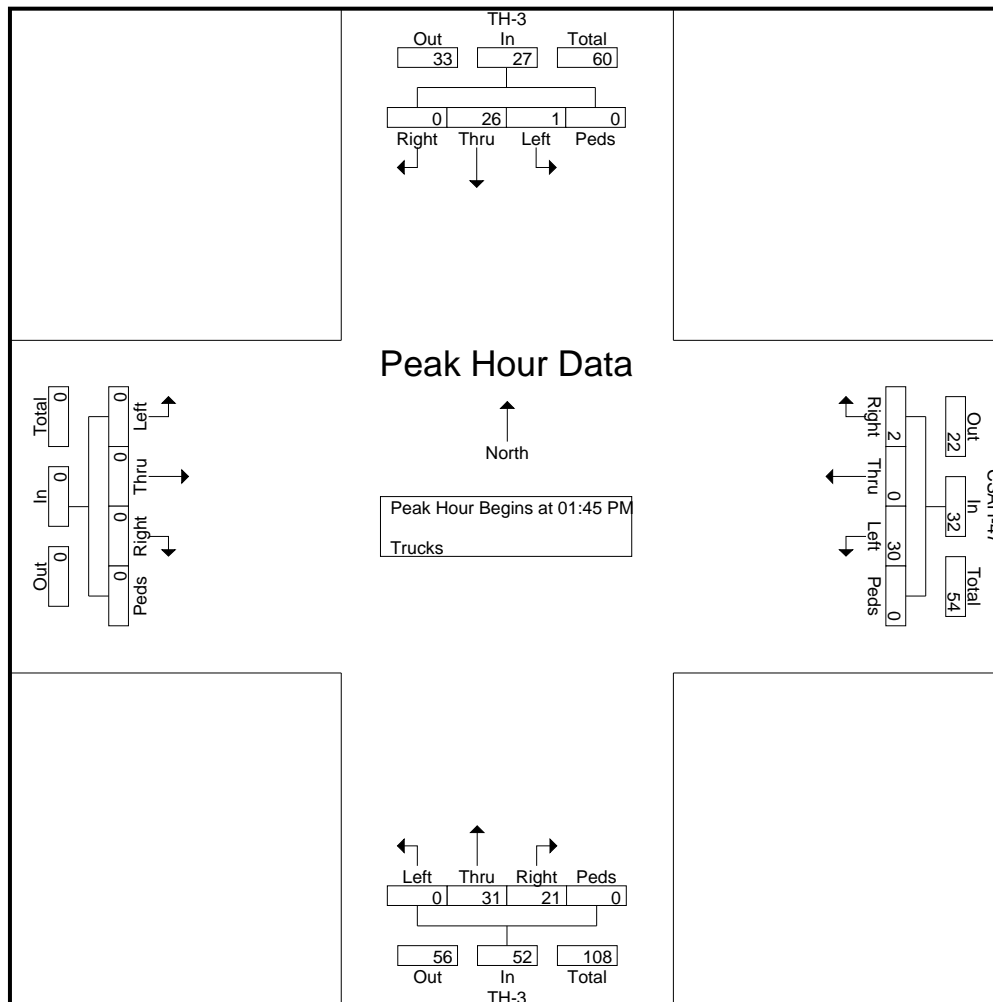 TH-3
Out In Total
33 27 60
0 26 1 0
Right Thru Left Peds
Peak Hour Data
North
Peak Hour Begins at 01:45 PM
Trucks
Left Thru Right Peds
0 0 0 0
Total In Out
0 0 0
Right Thru Left Peds
2 0 30 0
Out In Total
22 32 54
Left Thru Right Peds
0 31 21 0
56 52 108
Out In Total
TH-3